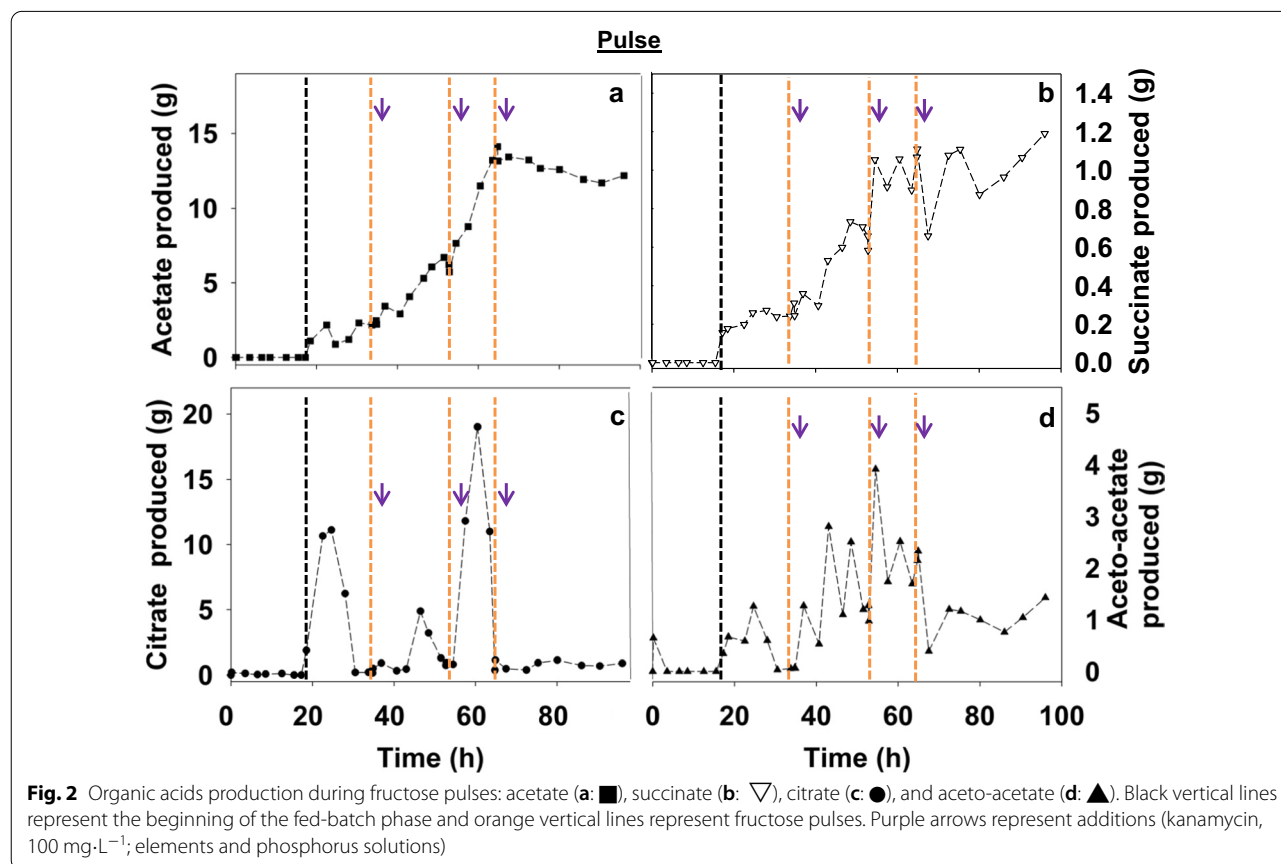 Pulse
a
b
Acetate produced (g)
15
10
5
0
1.4
1.2
1.0
0.8
0.6
0.4
0.2
0.0
Succinate produced (g)
c
d
Citrate produced (g)
20
15
10
5
0
5
4
3
2
1
0
Aceto-acetate
produced (g)
0 20 40 60 80
0 20 40 60 80 100
Time (h)
Time (h)
Fig. 2 Organic acids production during fructose pulses: acetate (a: ■), succinate (b: ▽), citrate (c: ●), and aceto-acetate (d: ▲). Black vertical lines
represent the beginning of the fed-batch phase and orange vertical lines represent fructose pulses. Purple arrows represent additions (kanamycin,
100 mg·L⁻¹; elements and phosphorus solutions)